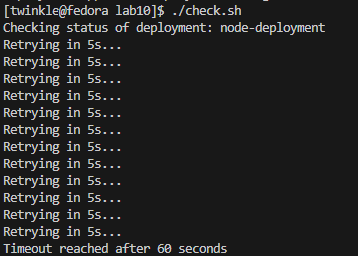 [twinkle@fedora lab10]$ ./check.sh
Checking status of deployment: node-deployment
Retrying in 5s...
Retrying in 5s...
Retrying in 5s...
Retrying in 5s...
Retrying in 5s...
Retrying in 5s...
Retrying in 5s...
Retrying in 5s...
Retrying in 5s...
Retrying in 5s...
Retrying in 5s...
Retrying in 5s...
Timeout reached after 60 seconds